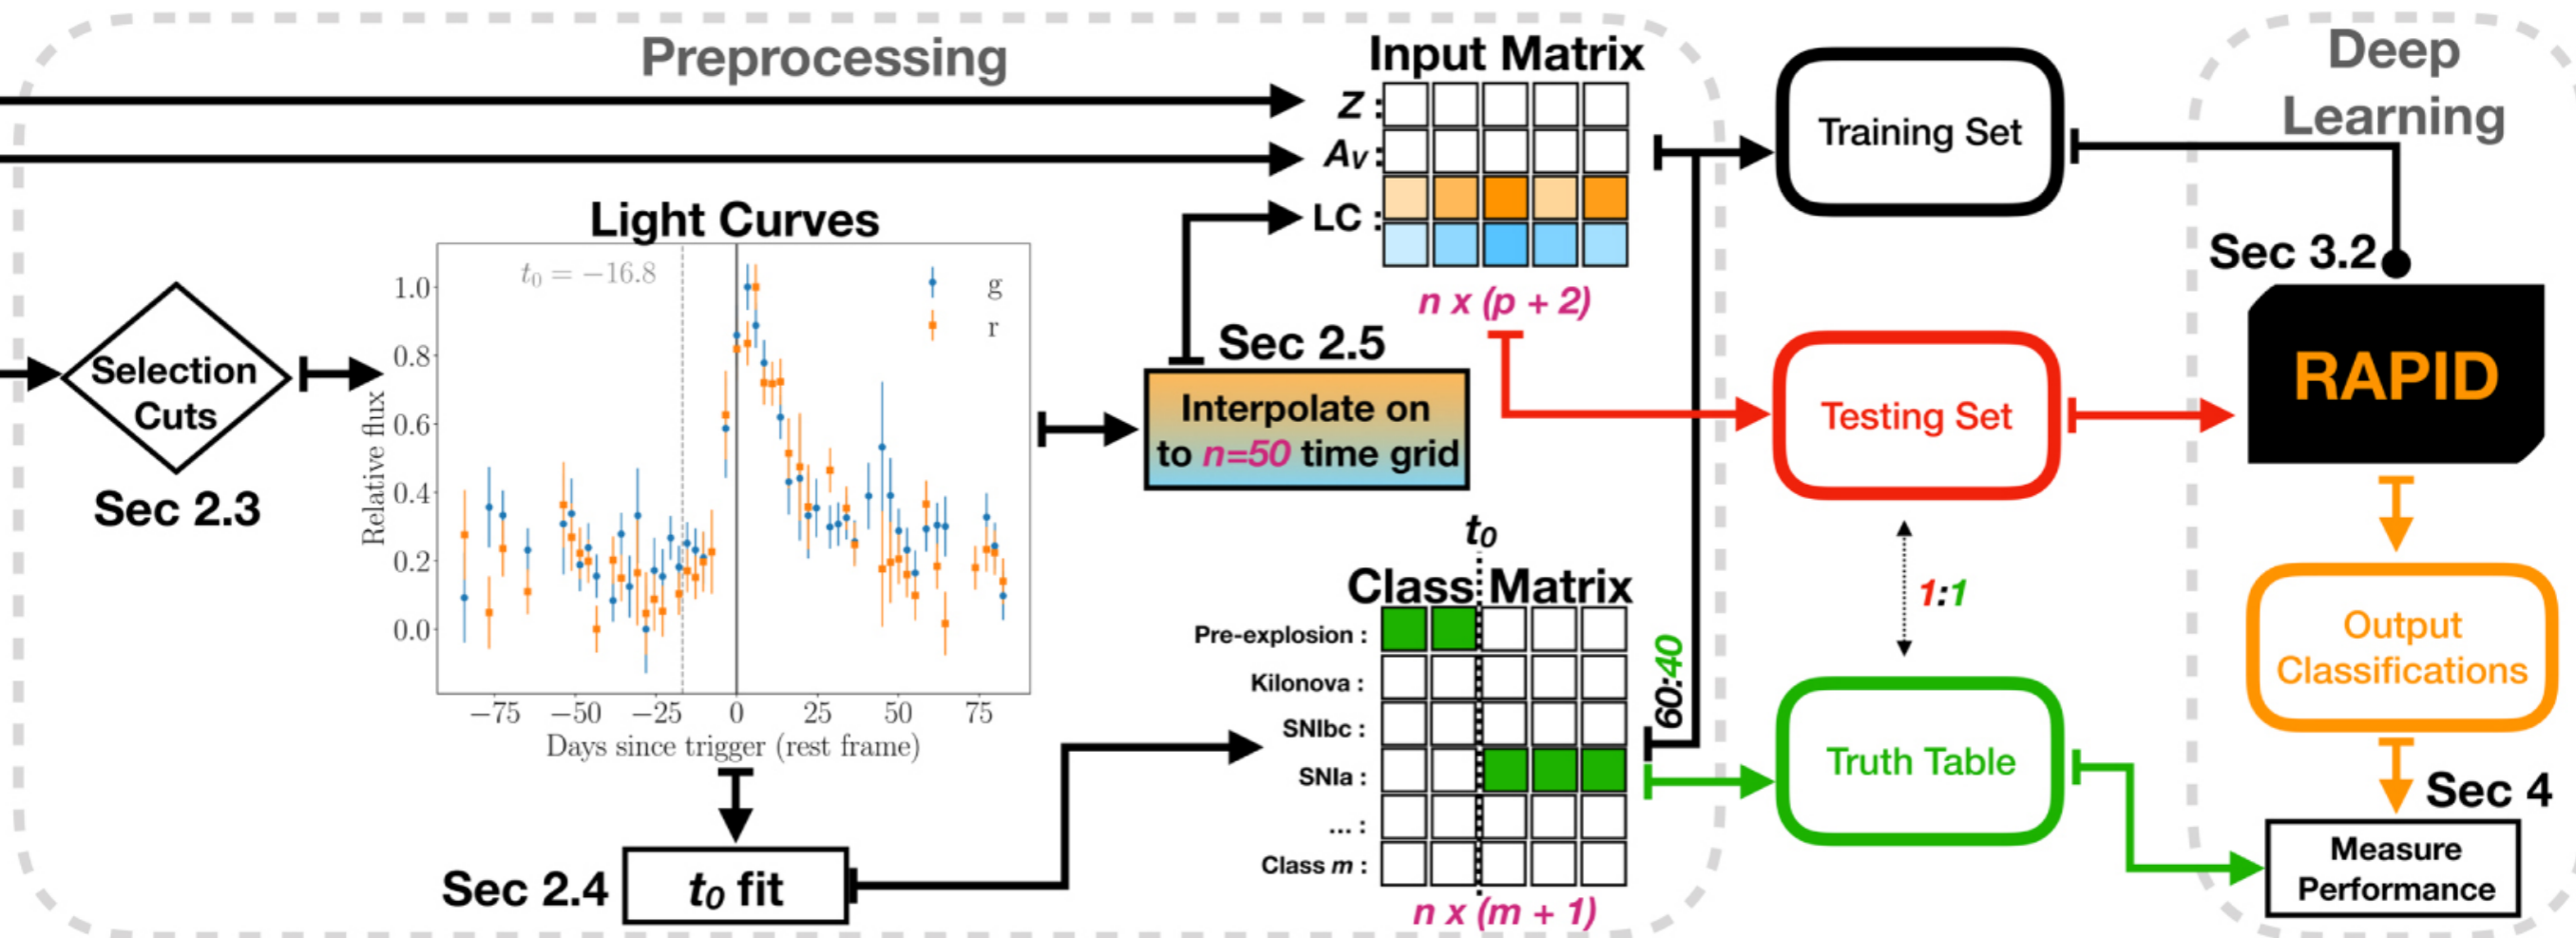 Preprocessing
Selection
Cuts
Sec 2.3
Light Curves
t₀ = −16.8
g
r
Relative flux
1.0
0.8
0.6
0.4
0.2
0.0
−75 −50 −25 0 25 50 75
Days since trigger (rest frame)
Sec 2.4
t₀ fit
Sec 2.5
Interpolate on
to n=50 time grid
Input Matrix
Z :
Aᵥ :
LC :
n x (p + 2)
t₀
Class Matrix
Pre-explosion :
Kilonova :
SNIbc :
SNIa :
... :
Class m :
n x (m + 1)
60:40
Training Set
Testing Set
1:1
Truth Table
Deep
Learning
Sec 3.2
RAPID
Output
Classifications
Sec 4
Measure
Performance